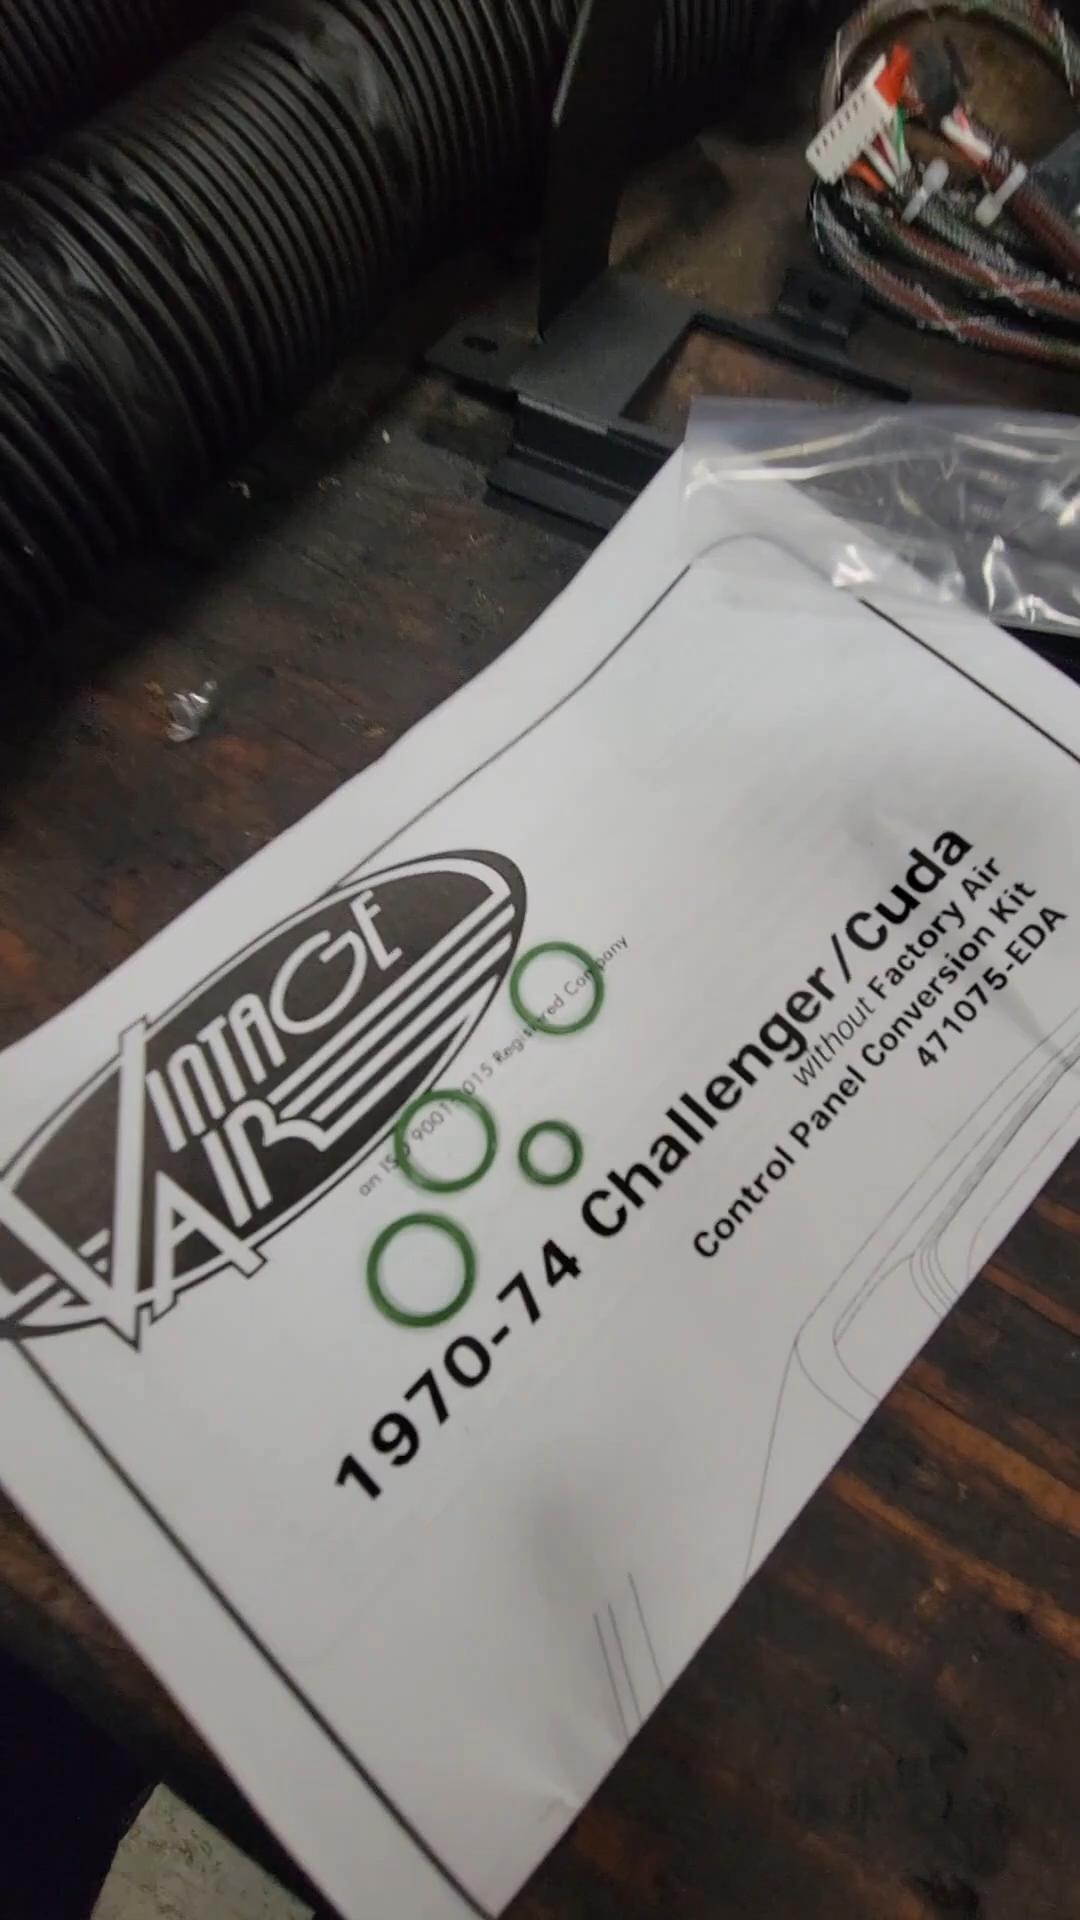 VINTAGE
AIR
an ISO 9001:2015 Registered Company
1970-74 Challenger/Cuda
without Factory Air
Control Panel Conversion Kit
471075-EDA